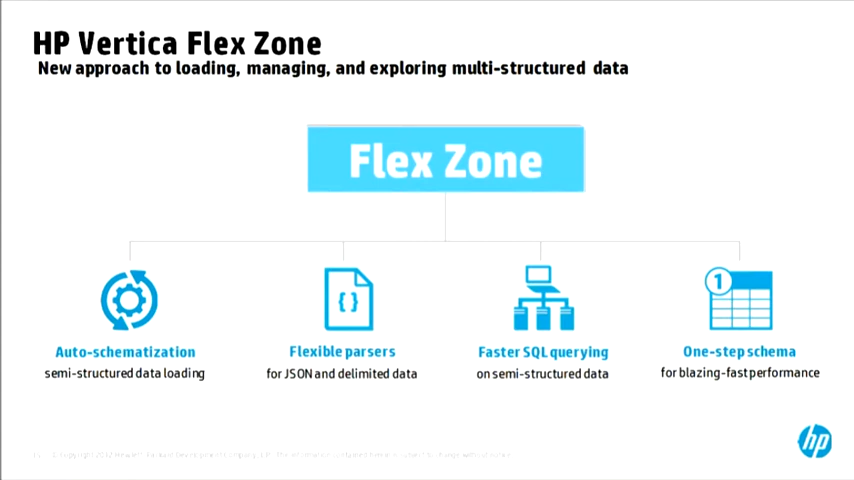 HP Vertica Flex Zone
New approach to loading, managing, and exploring multi-structured data
Flex Zone
{ }
1
Auto-schematization
semi-structured data loading
Flexible parsers
for JSON and delimited data
Faster SQL querying
on semi-structured data
One-step schema
for blazing-fast performance
hp